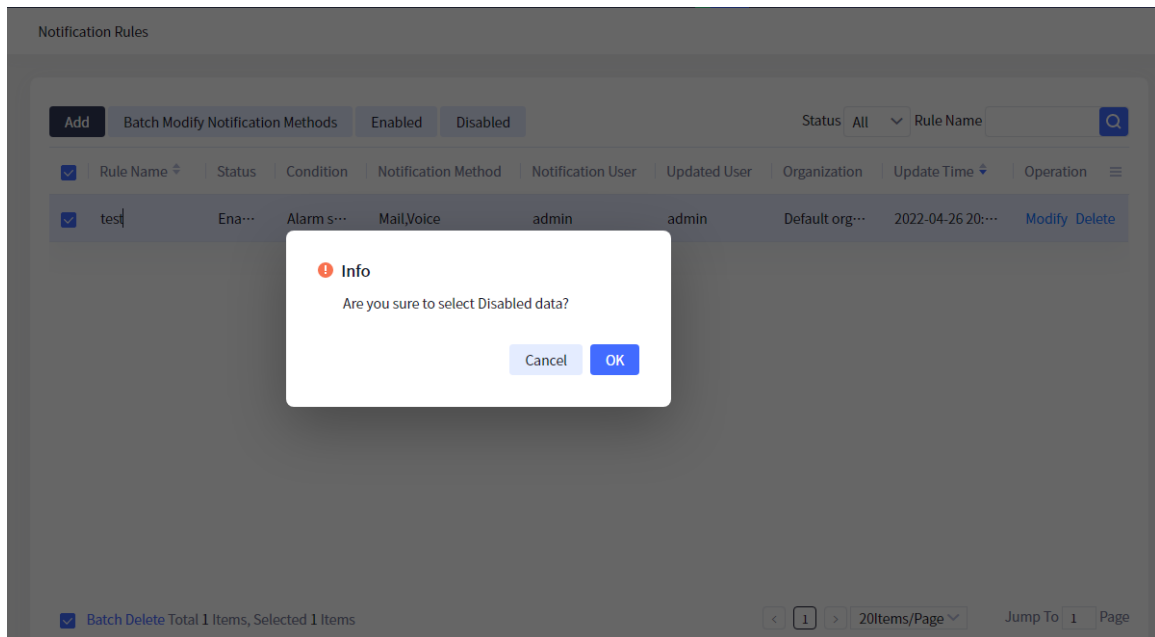 Notification Rules
Add Batch Modify Notification Methods Enabled Disabled Status All Rule Name
Rule Name Status Condition Notification Method Notification User Updated User Organization Update Time Operation
test Ena··· Alarm s··· Mail,Voice admin admin Default org··· 2022-04-26 20:··· Modify Delete
Info
Are you sure to select Disabled data?
Cancel OK
Batch Delete Total 1 Items, Selected 1 Items < 1 > 20Items/Page Jump To 1 Page